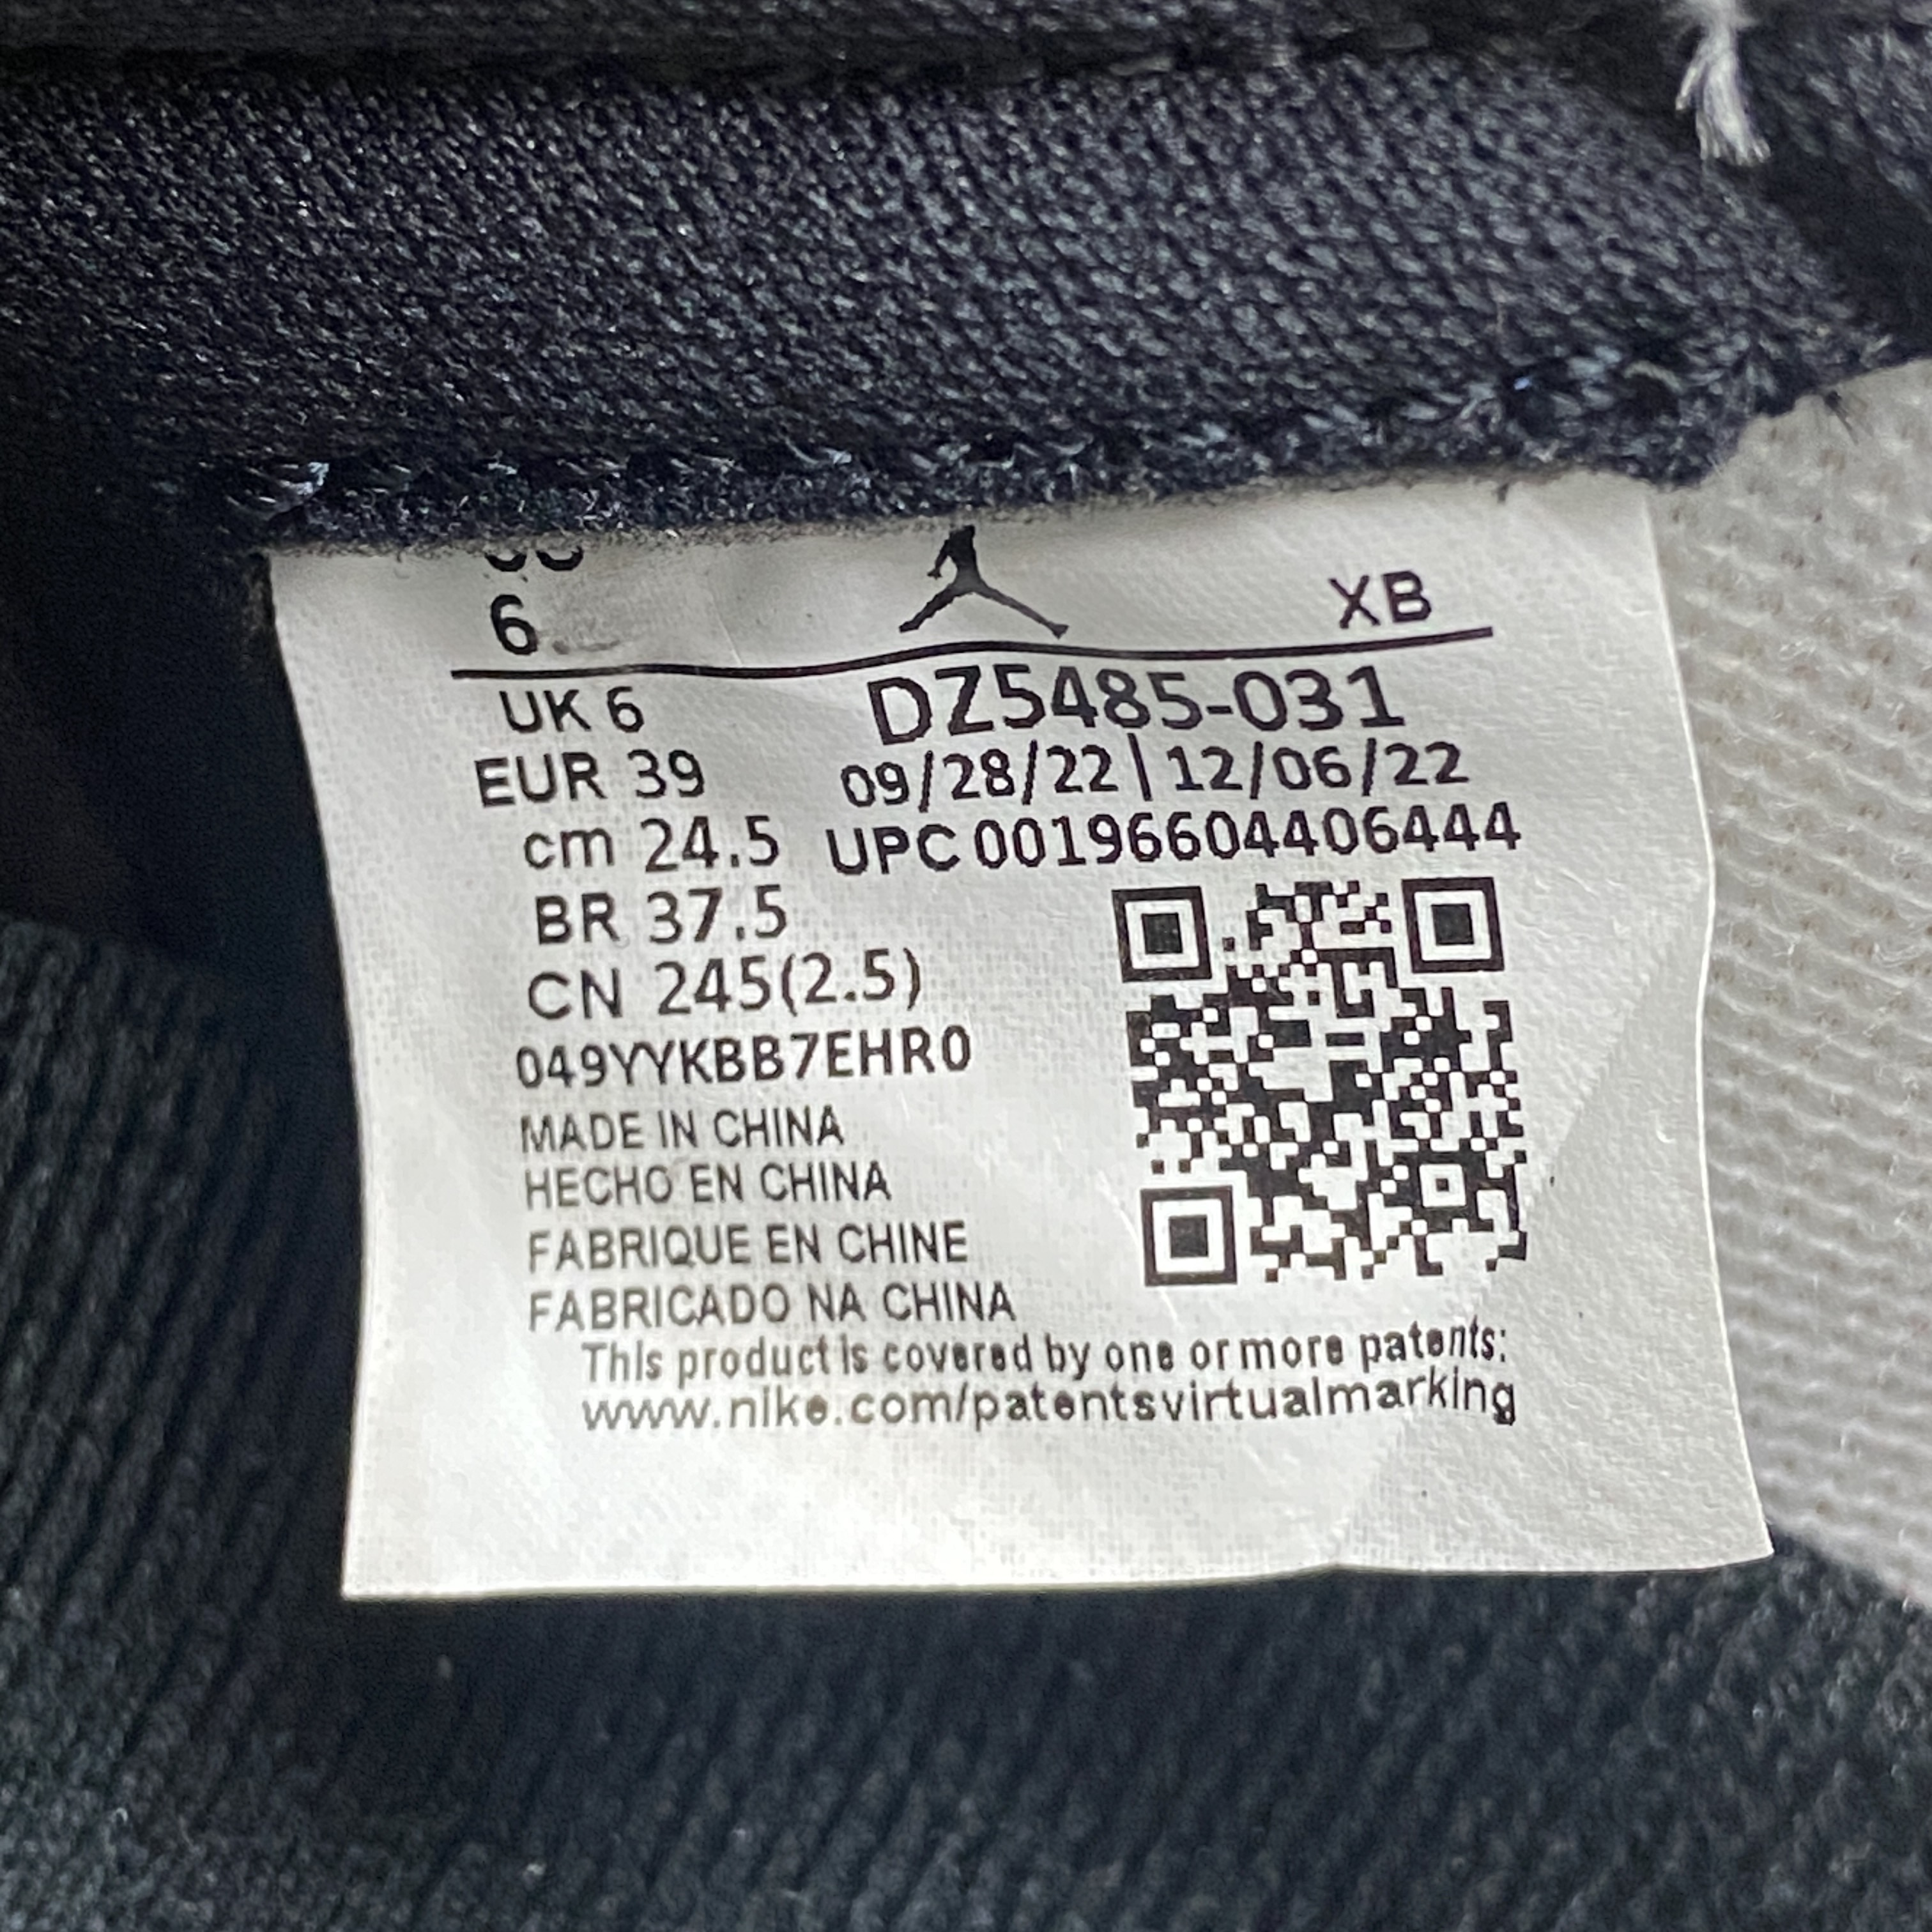 6
XB
UK 6
DZ5485-031
EUR 39
09/28/22|12/06/22
cm 24.5
UPC 00196604406444
BR 37.5
CN 245(2.5)
049YYKBB7EHR0
MADE IN CHINA
HECHO EN CHINA
FABRIQUE EN CHINE
FABRICADO NA CHINA
This product is covered by one or more patents:
www.nike.com/patentsvirtualmarking